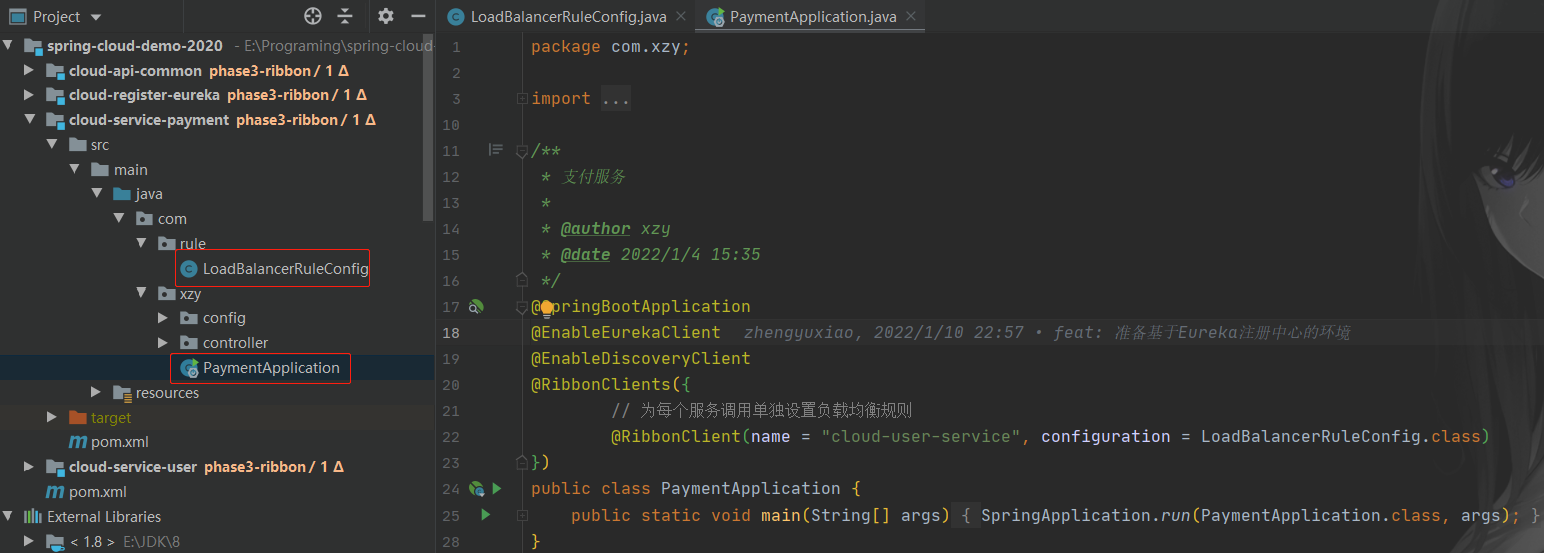 Project
spring-cloud-demo-2020 - E:\Programing\spring-cloud-
cloud-api-common phase3-ribbon / 1 Δ
cloud-register-eureka phase3-ribbon / 1 Δ
cloud-service-payment phase3-ribbon / 1 Δ
src
main
java
com
rule
LoadBalancerRuleConfig
xzy
config
controller
PaymentApplication
resources
target
pom.xml
cloud-service-user phase3-ribbon / 1 Δ
pom.xml
External Libraries
< 1.8 > E:\JDK\8
LoadBalancerRuleConfig.java PaymentApplication.java
1 package com.xzy;
2
3 import ...
10
11 /**
12 * 支付服务
13 *
14 * @author xzy
15 * @date 2022/1/4 15:35
16 */
17 @SpringBootApplication
18 @EnableEurekaClient zhengyuxiao, 2022/1/10 22:57 • feat: 准备基于Eureka注册中心的环境
19 @EnableDiscoveryClient
20 @RibbonClients({
21 // 为每个服务调用单独设置负载均衡规则
22 @RibbonClient(name = "cloud-user-service", configuration = LoadBalancerRuleConfig.class)
23 })
24 public class PaymentApplication {
25 public static void main(String[] args) { SpringApplication.run(PaymentApplication.class, args); }
28 }